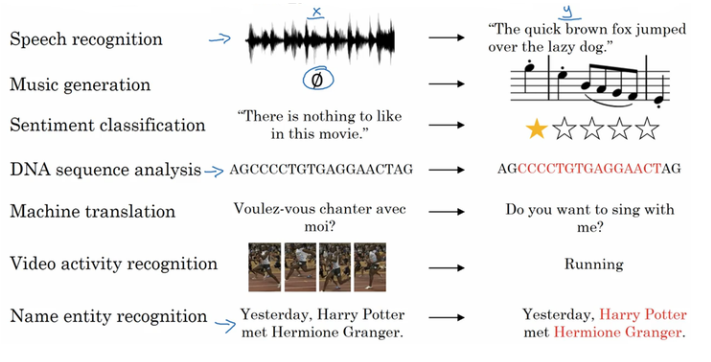 x
y
Speech recognition
“The quick brown fox jumped
over the lazy dog.”
Music generation
Ø
Sentiment classification
“There is nothing to like
in this movie.”
DNA sequence analysis
AGCCCCTGTGAGGAACTAG
AGCCCCTGTGAGGAACTAG
Machine translation
Voulez-vous chanter avec
moi?
Do you want to sing with
me?
Video activity recognition
Running
Name entity recognition
Yesterday, Harry Potter
met Hermione Granger.
Yesterday, Harry Potter
met Hermione Granger.